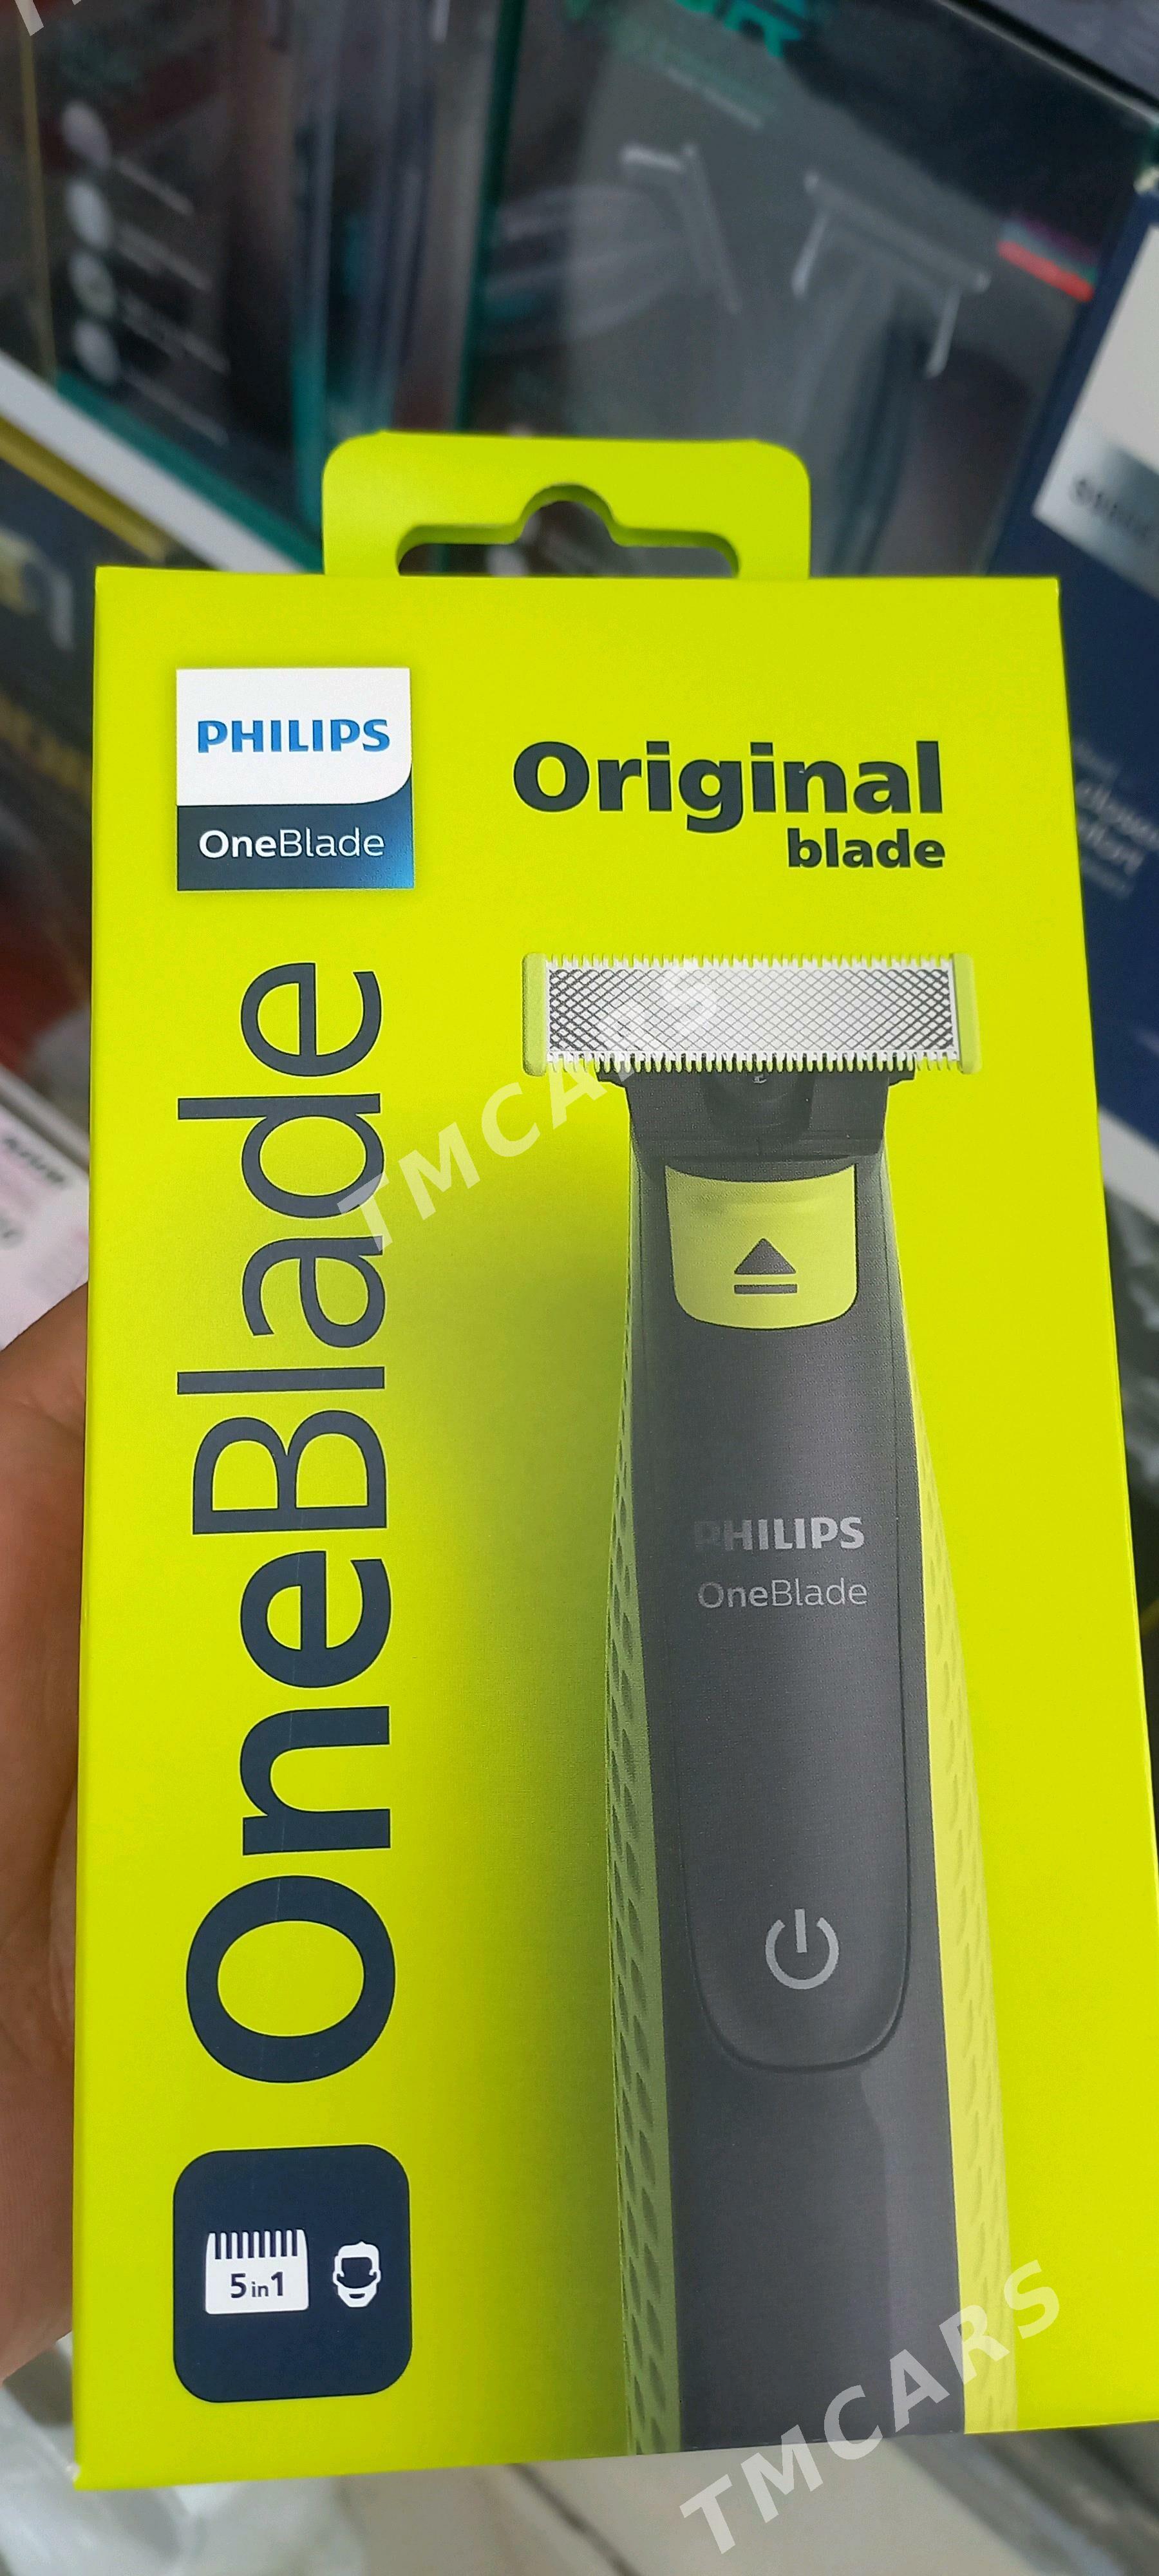 PHILIPS
OneBlade
Original
blade
OneBlade
TMCARS
PHILIPS
OneBlade
5in1
TMCARS